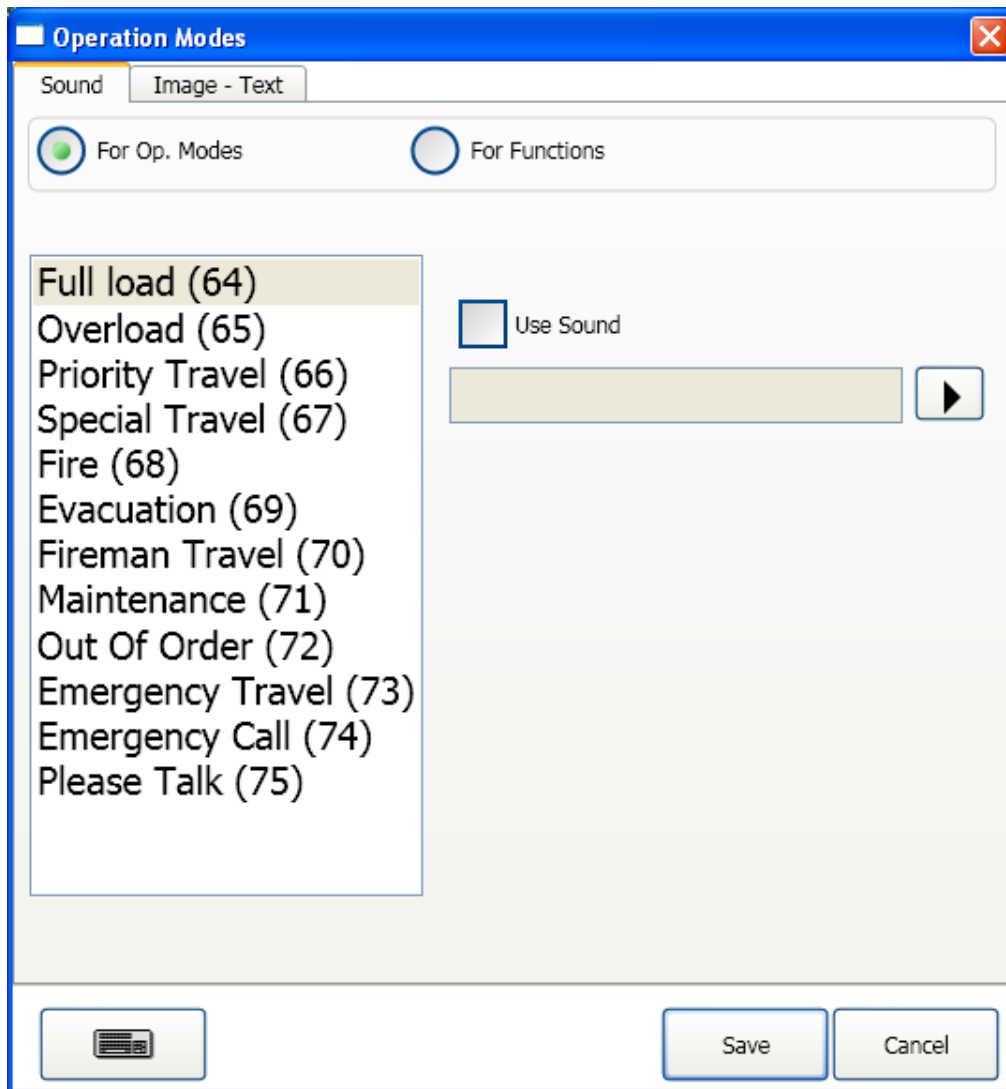 Operation Modes
Sound
Image - Text
For Op. Modes
For Functions
Full load (64)
Overload (65)
Priority Travel (66)
Special Travel (67)
Fire (68)
Evacuation (69)
Fireman Travel (70)
Maintenance (71)
Out Of Order (72)
Emergency Travel (73)
Emergency Call (74)
Please Talk (75)
Use Sound
Save
Cancel